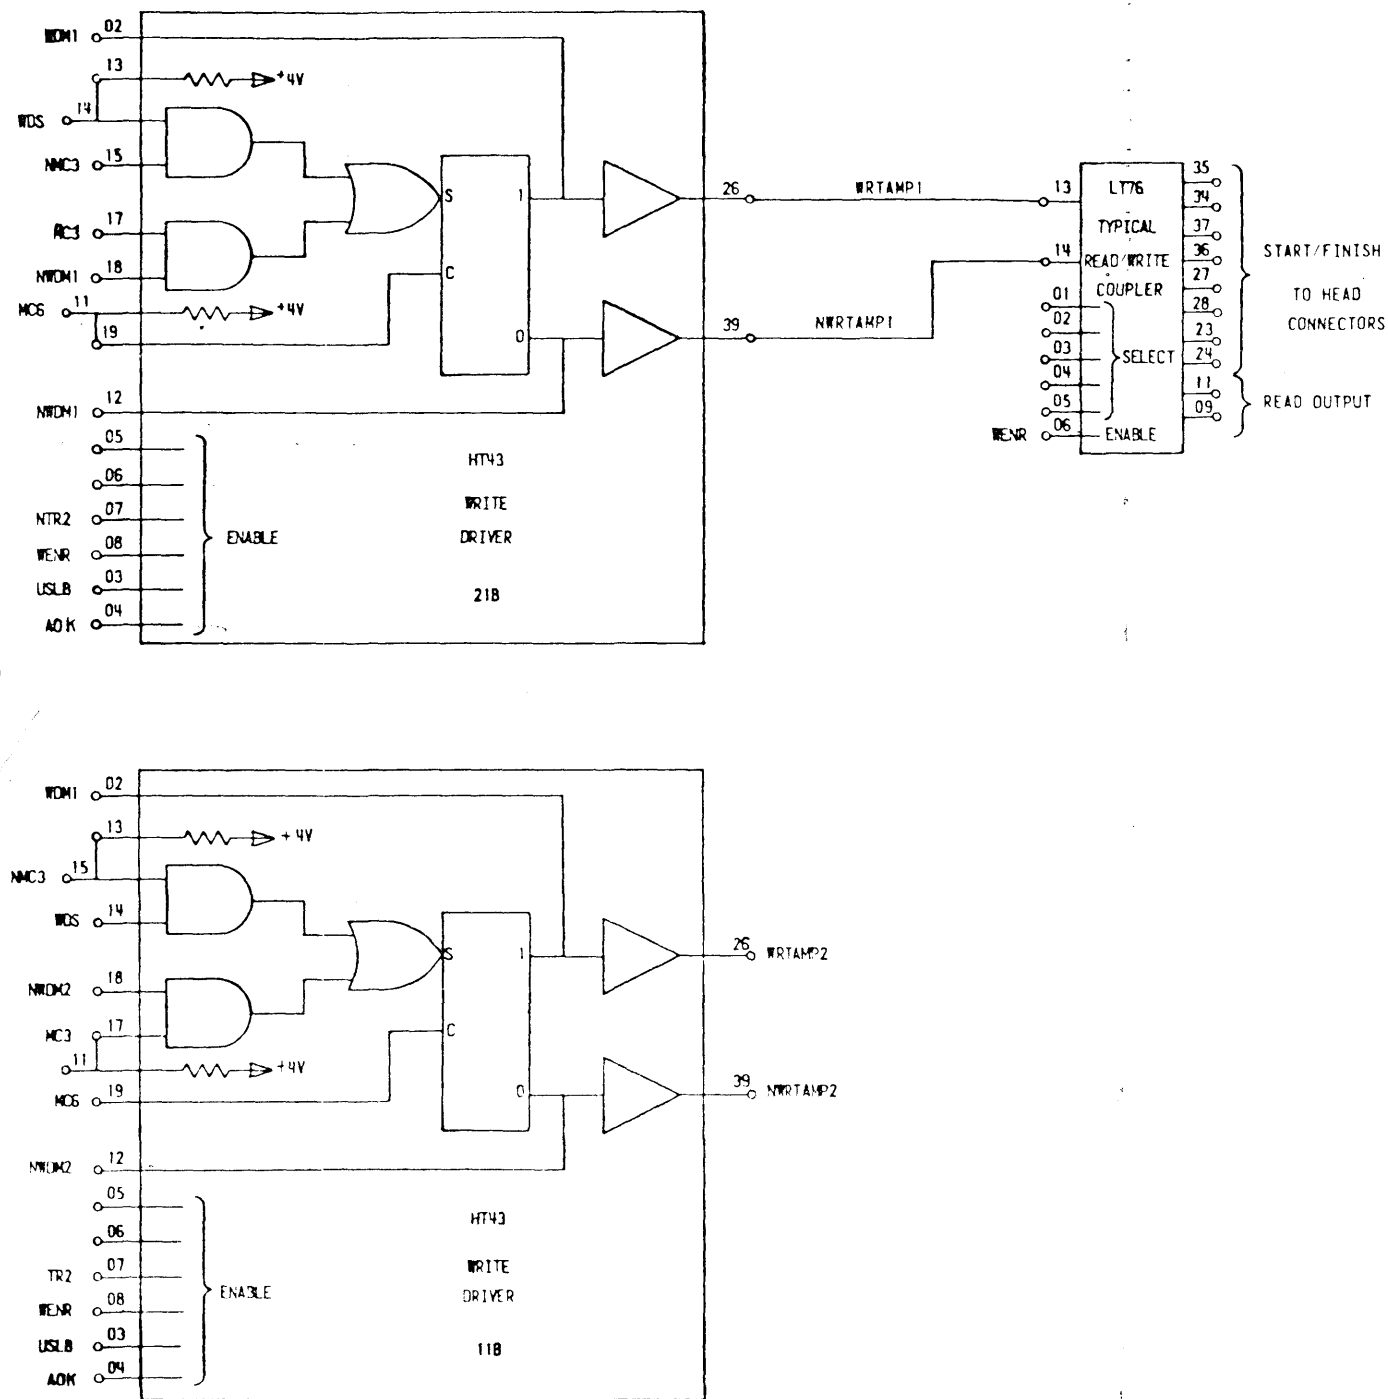 WDM1 02
13 +4V
WDS 14
NMC3 15
MC3 17
NWDM1 18
MC6 11 +4V
19
NWDM1 12
05
06
NTR2 07
WENR 08
USLB 03
AOK 04
ENABLE
S 1
C
0
HT43
WRITE
DRIVER
21B
26 WRTAMP1 13
39 NWRTAMP1 14
LT76
TYPICAL
READ/WRITE
COUPLER
01
02
03
04
05
SELECT
WENR 06 ENABLE
35
34
37
36
27
28
23
24
11
09
START/FINISH
TO HEAD
CONNECTORS
READ OUTPUT
WDM1 02
13 +4V
NMC3 15
WDS 14
NWDM2 18
MC3 17
11 +4V
MC6 19
NWDM2 12
05
06
TR2 07
WENR 08
USLB 03
AOK 04
ENABLE
S 1
C
0
HT43
WRITE
DRIVER
11B
26 WRTAMP2
39 NWRTAMP2